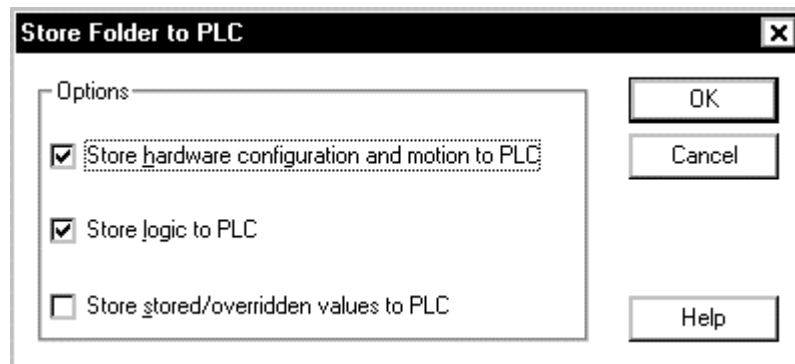 Store Folder to PLC
Options
Store hardware configuration and motion to PLC
Store logic to PLC
Store stored/overridden values to PLC
OK
Cancel
Help